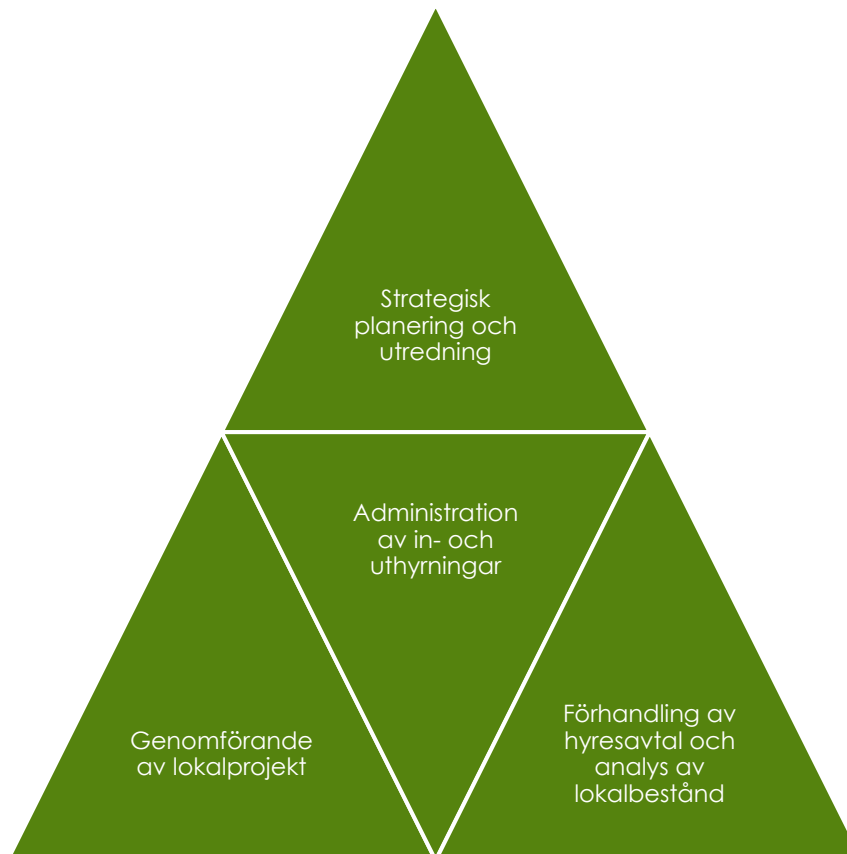 Strategisk
planering och
utredning
Administration
av in- och
uthyrningar
Genomförande
av lokalprojekt
Förhandling av
hyresavtal och
analys av
lokalbestånd